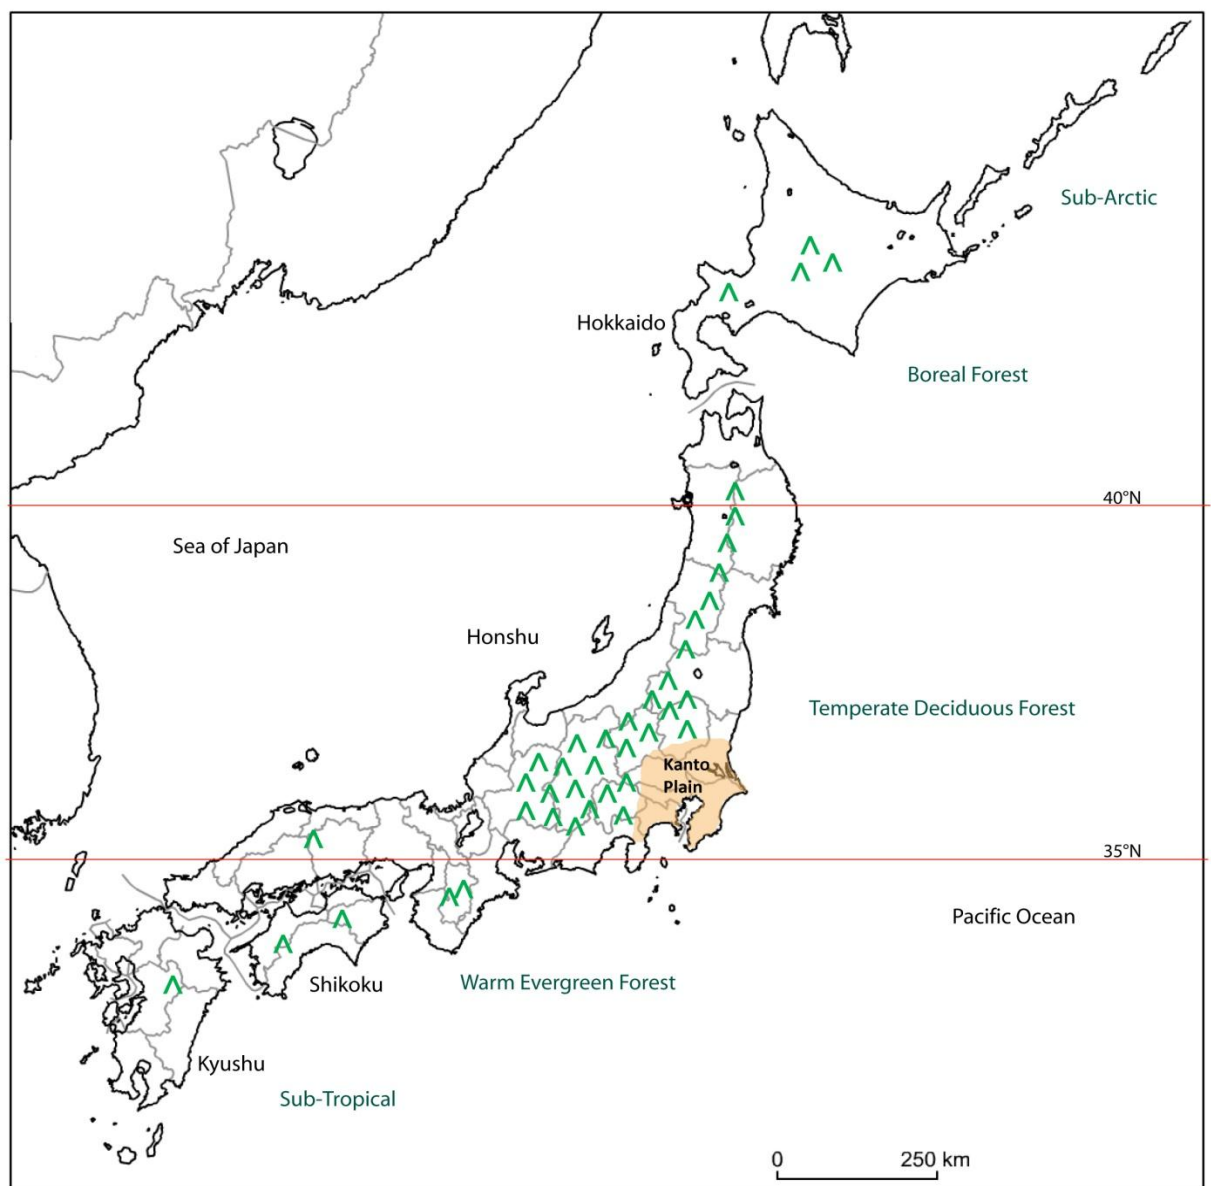 Sub-Arctic
Hokkaido
Boreal Forest
40°N
Sea of Japan
Honshu
Temperate Deciduous Forest
Kanto
Plain
35°N
Pacific Ocean
Shikoku
Warm Evergreen Forest
Kyushu
Sub-Tropical
0 250 km